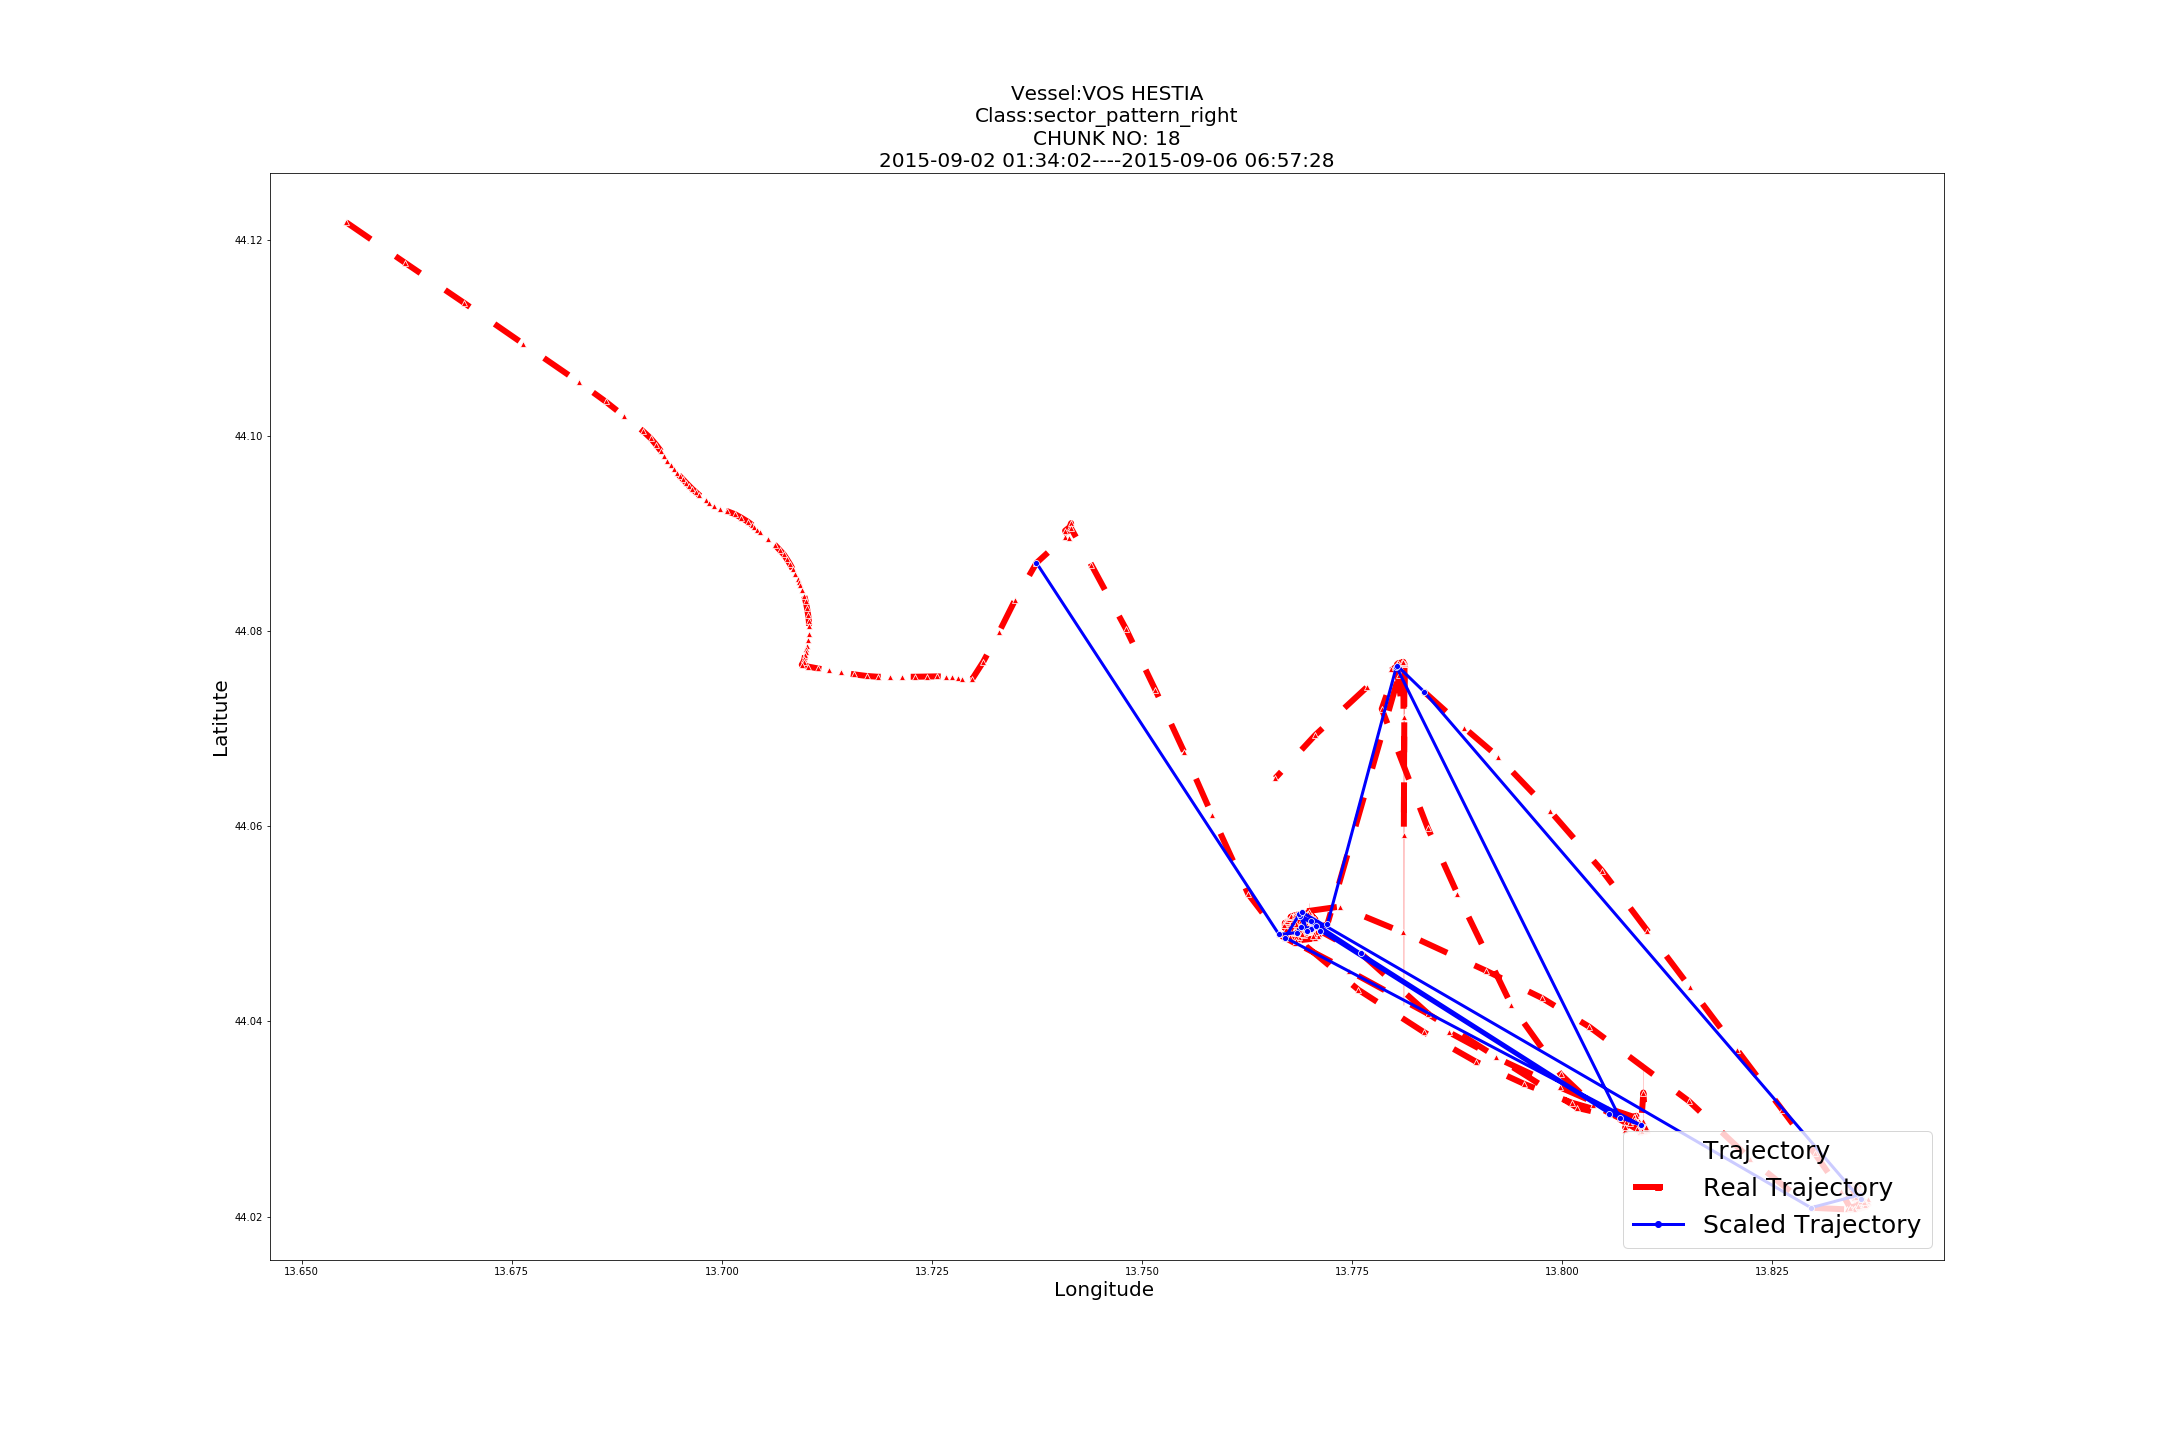 Vessel:VOS HESTIA
Class:sector_pattern_right
CHUNK NO: 18
2015-09-02 01:34:02----2015-09-06 06:57:28
44.12
44.10
44.08
44.06
44.04
44.02
Latitute
13.650
13.675
13.700
13.725
13.750
13.775
13.800
13.825
Longitude
Trajectory
Real Trajectory
Scaled Trajectory